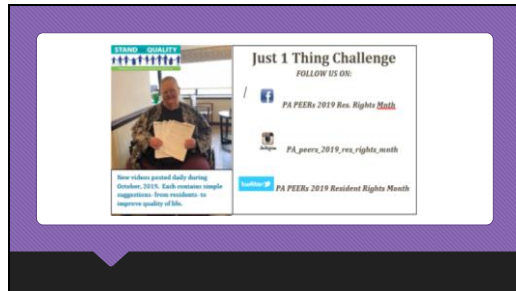 STAND QUALITY
New videos posted daily during
October, 2019. Each contains simple
suggestions- from residents- to
improve quality of life.
Just 1 Thing Challenge
FOLLOW US ON:
/
PA PEERs 2019 Res. Rights Mnth
PA_peers_2019_res_rights_mnth
twitter
PA PEERs 2019 Resident Rights Month